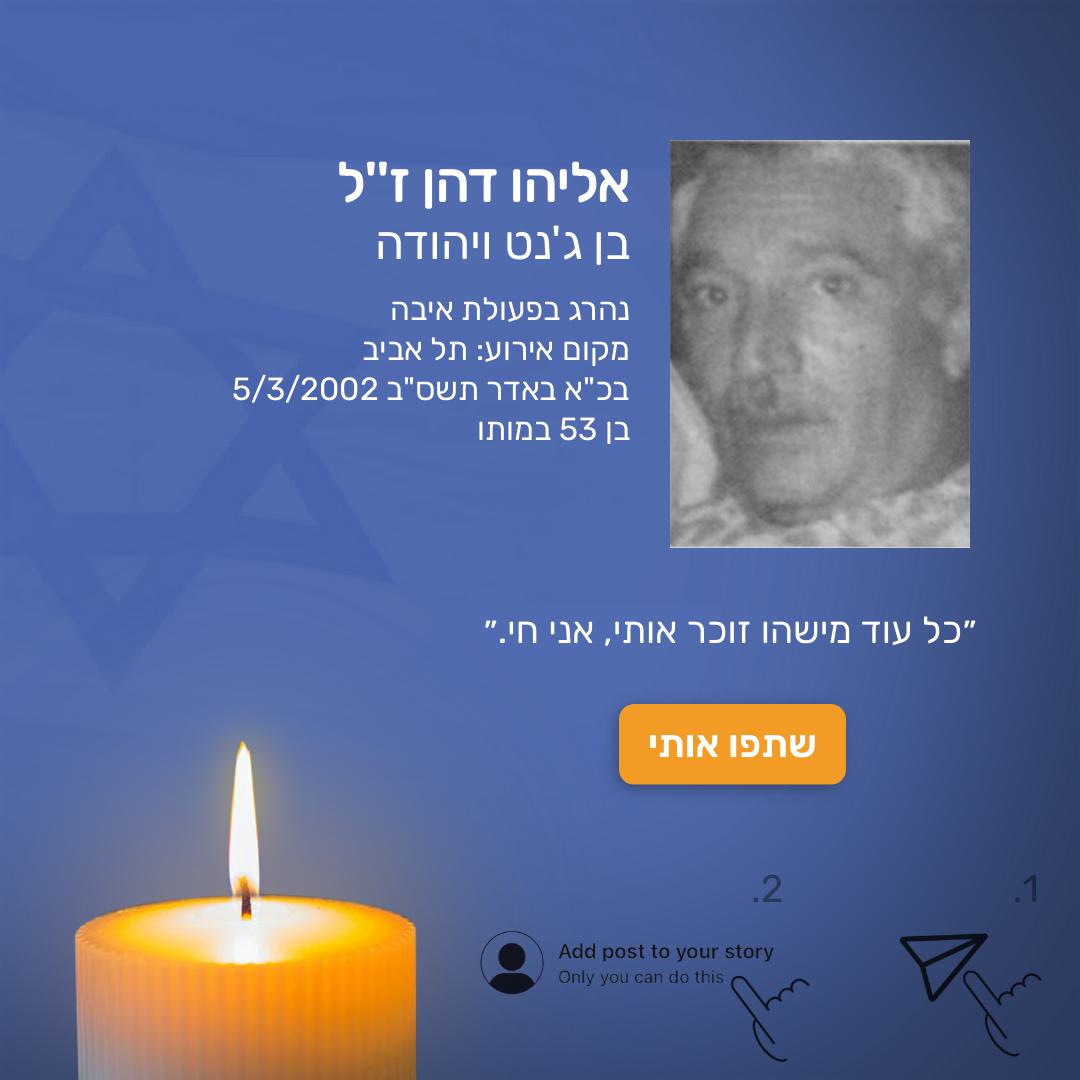 אליהו דהן ז"ל
בן ג'נט ויהודה
נהרג בפעולת איבה
מקום אירוע: תל אביב
בכ"א באדר תשס"ב 5/3/2002
בן 53 במותו
״כל עוד מישהו זוכר אותי, אני חי.״
שתפו אותי
1.
2.
Add post to your story
Only you can do this